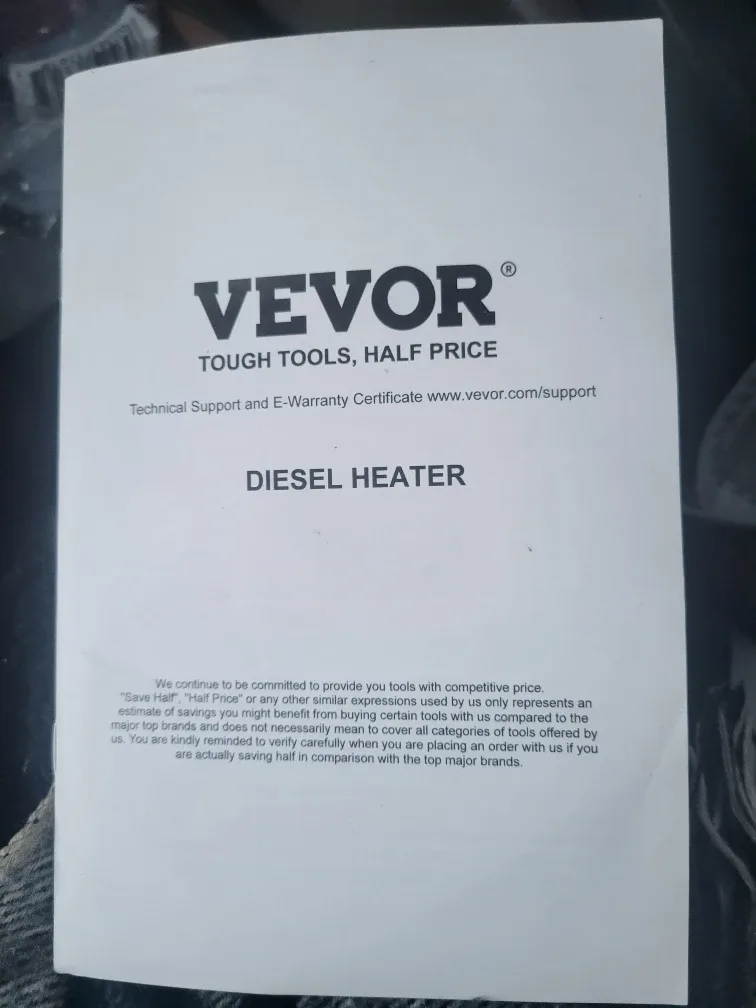 VEVOR®
TOUGH TOOLS, HALF PRICE
Technical Support and E-Warranty Certificate www.vevor.com/support
DIESEL HEATER
We continue to be committed to provide you tools with competitive price.
"Save Half", "Half Price" or any other similar expressions used by us only represents an
estimate of savings you might benefit from buying certain tools with us compared to the
major top brands and does not necessarily mean to cover all categories of tools offered by
us. You are kindly reminded to verify carefully when you are placing an order with us if you
are actually saving half in comparison with the top major brands.